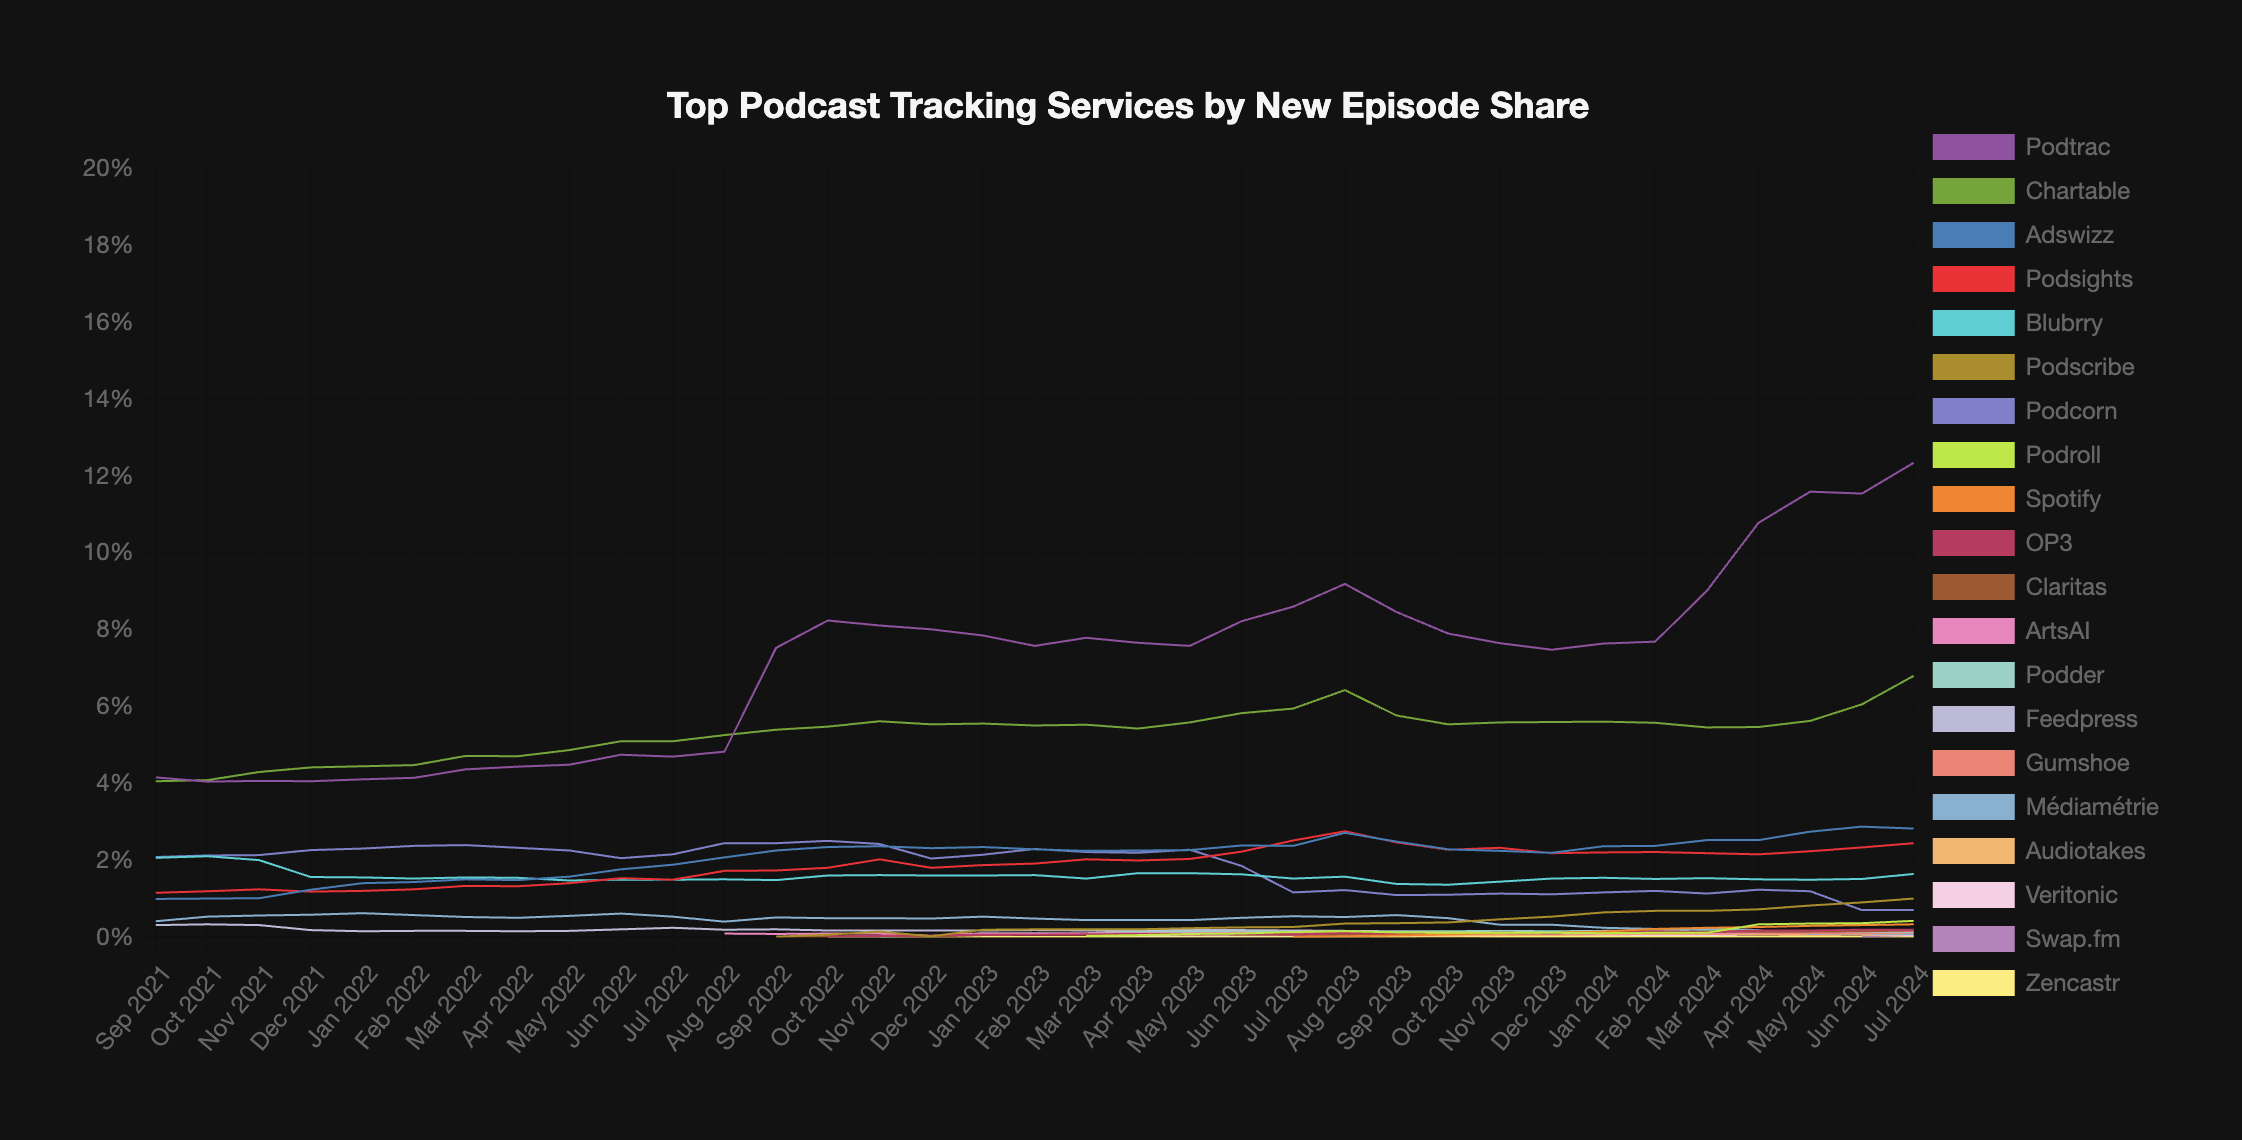 Top Podcast Tracking Services by New Episode Share
20%
18%
16%
14%
12%
10%
8%
6%
4%
2%
0%
Sep 2021
Oct 2021
Nov 2021
Dec 2021
Jan 2022
Feb 2022
Mar 2022
Apr 2022
May 2022
Jun 2022
Jul 2022
Aug 2022
Sep 2022
Oct 2022
Nov 2022
Dec 2022
Jan 2023
Feb 2023
Mar 2023
Apr 2023
May 2023
Jun 2023
Jul 2023
Aug 2023
Sep 2023
Oct 2023
Nov 2023
Dec 2023
Jan 2024
Feb 2024
Mar 2024
Apr 2024
May 2024
Jun 2024
Jul 2024
Podtrac
Chartable
Adswizz
Podsights
Blubrry
Podscribe
Podcorn
Podroll
Spotify
OP3
Claritas
ArtsAI
Podder
Feedpress
Gumshoe
Médiamétrie
Audiotakes
Veritonic
Swap.fm
Zencastr